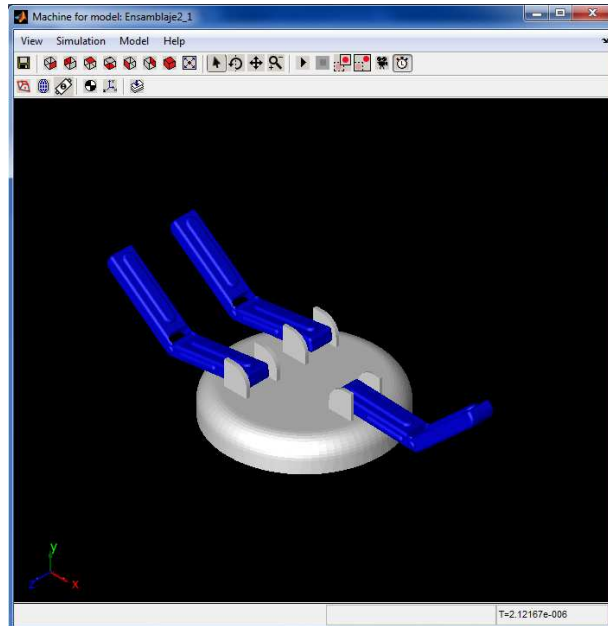 Machine for model: Ensamblaje2_1
View Simulation Model Help
y
z x
T=2.12167e-006